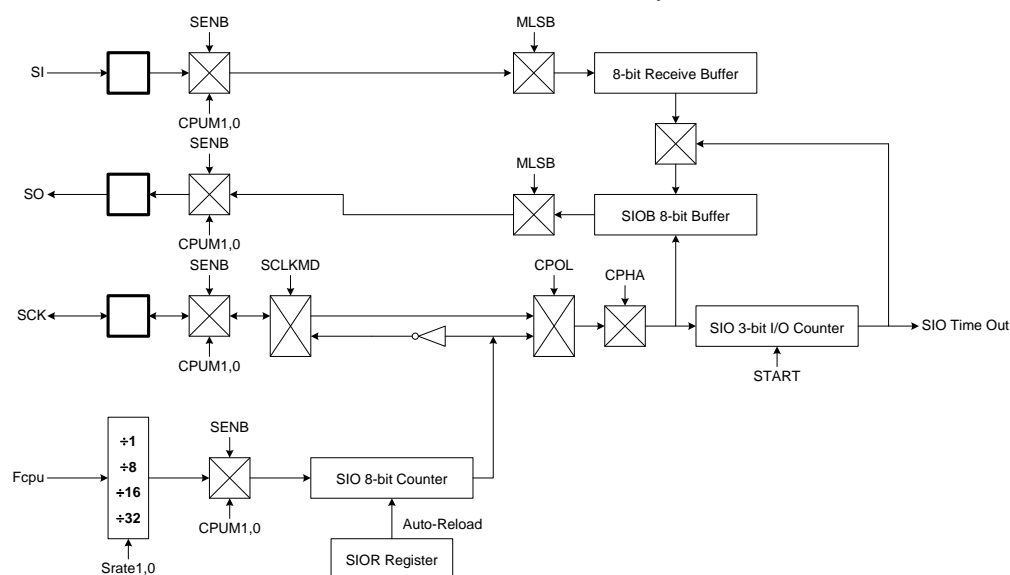 SENB
MLSB
SI
8-bit Receive Buffer
CPUM1,0
SENB
MLSB
SO
SIOB 8-bit Buffer
CPUM1,0
SENB
SCLKMD
CPOL
CPHA
SCK
SIO 3-bit I/O Counter
SIO Time Out
CPUM1,0
START
÷1
÷8
÷16
÷32
SENB
Fcpu
SIO 8-bit Counter
CPUM1,0
Auto-Reload
Srate1,0
SIOR Register